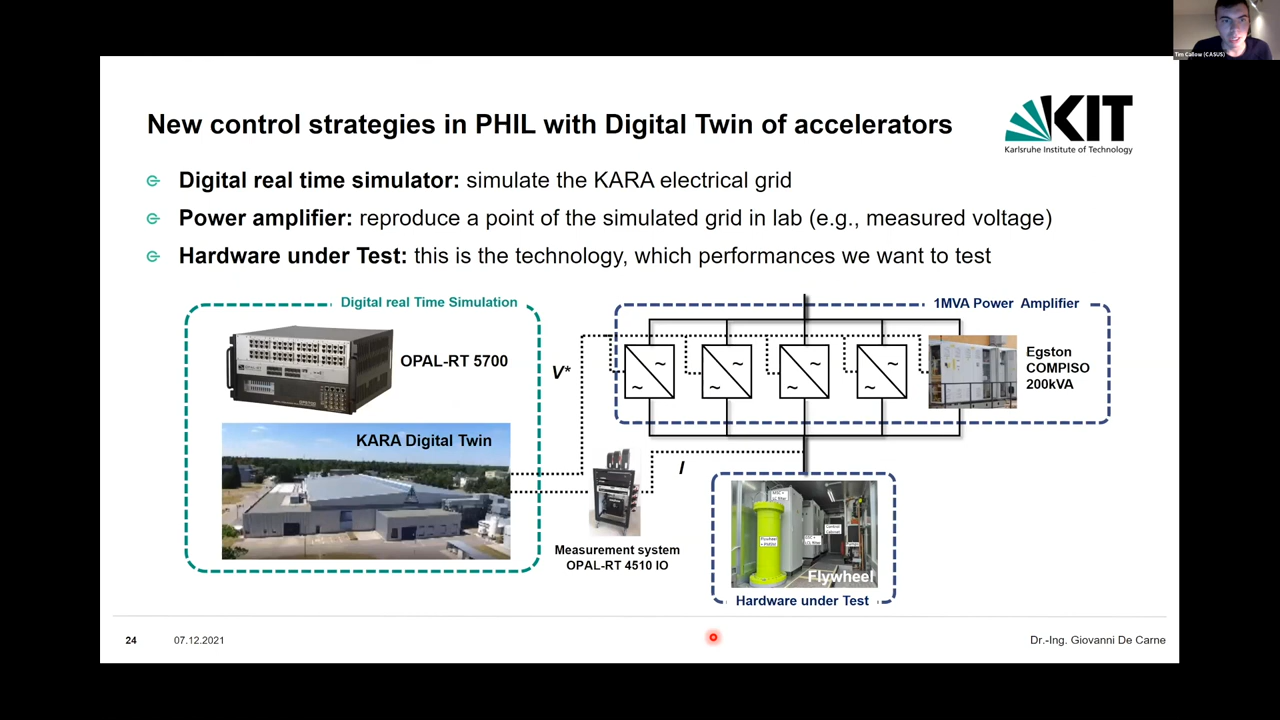 Tim Callow (CASUS)
New control strategies in PHIL with Digital Twin of accelerators
KIT
Karlsruhe Institute of Technology
Digital real time simulator: simulate the KARA electrical grid
Power amplifier: reproduce a point of the simulated grid in lab (e.g., measured voltage)
Hardware under Test: this is the technology, which performances we want to test
Digital real Time Simulation
OPAL-RT 5700
KARA Digital Twin
V*
I
Measurement system
OPAL-RT 4510 IO
1MVA Power Amplifier
~ ~ ~ ~
~ ~ ~ ~
Egston
COMPISO
200kVA
Flywheel
Hardware under Test
24
07.12.2021
Dr.-Ing. Giovanni De Carne